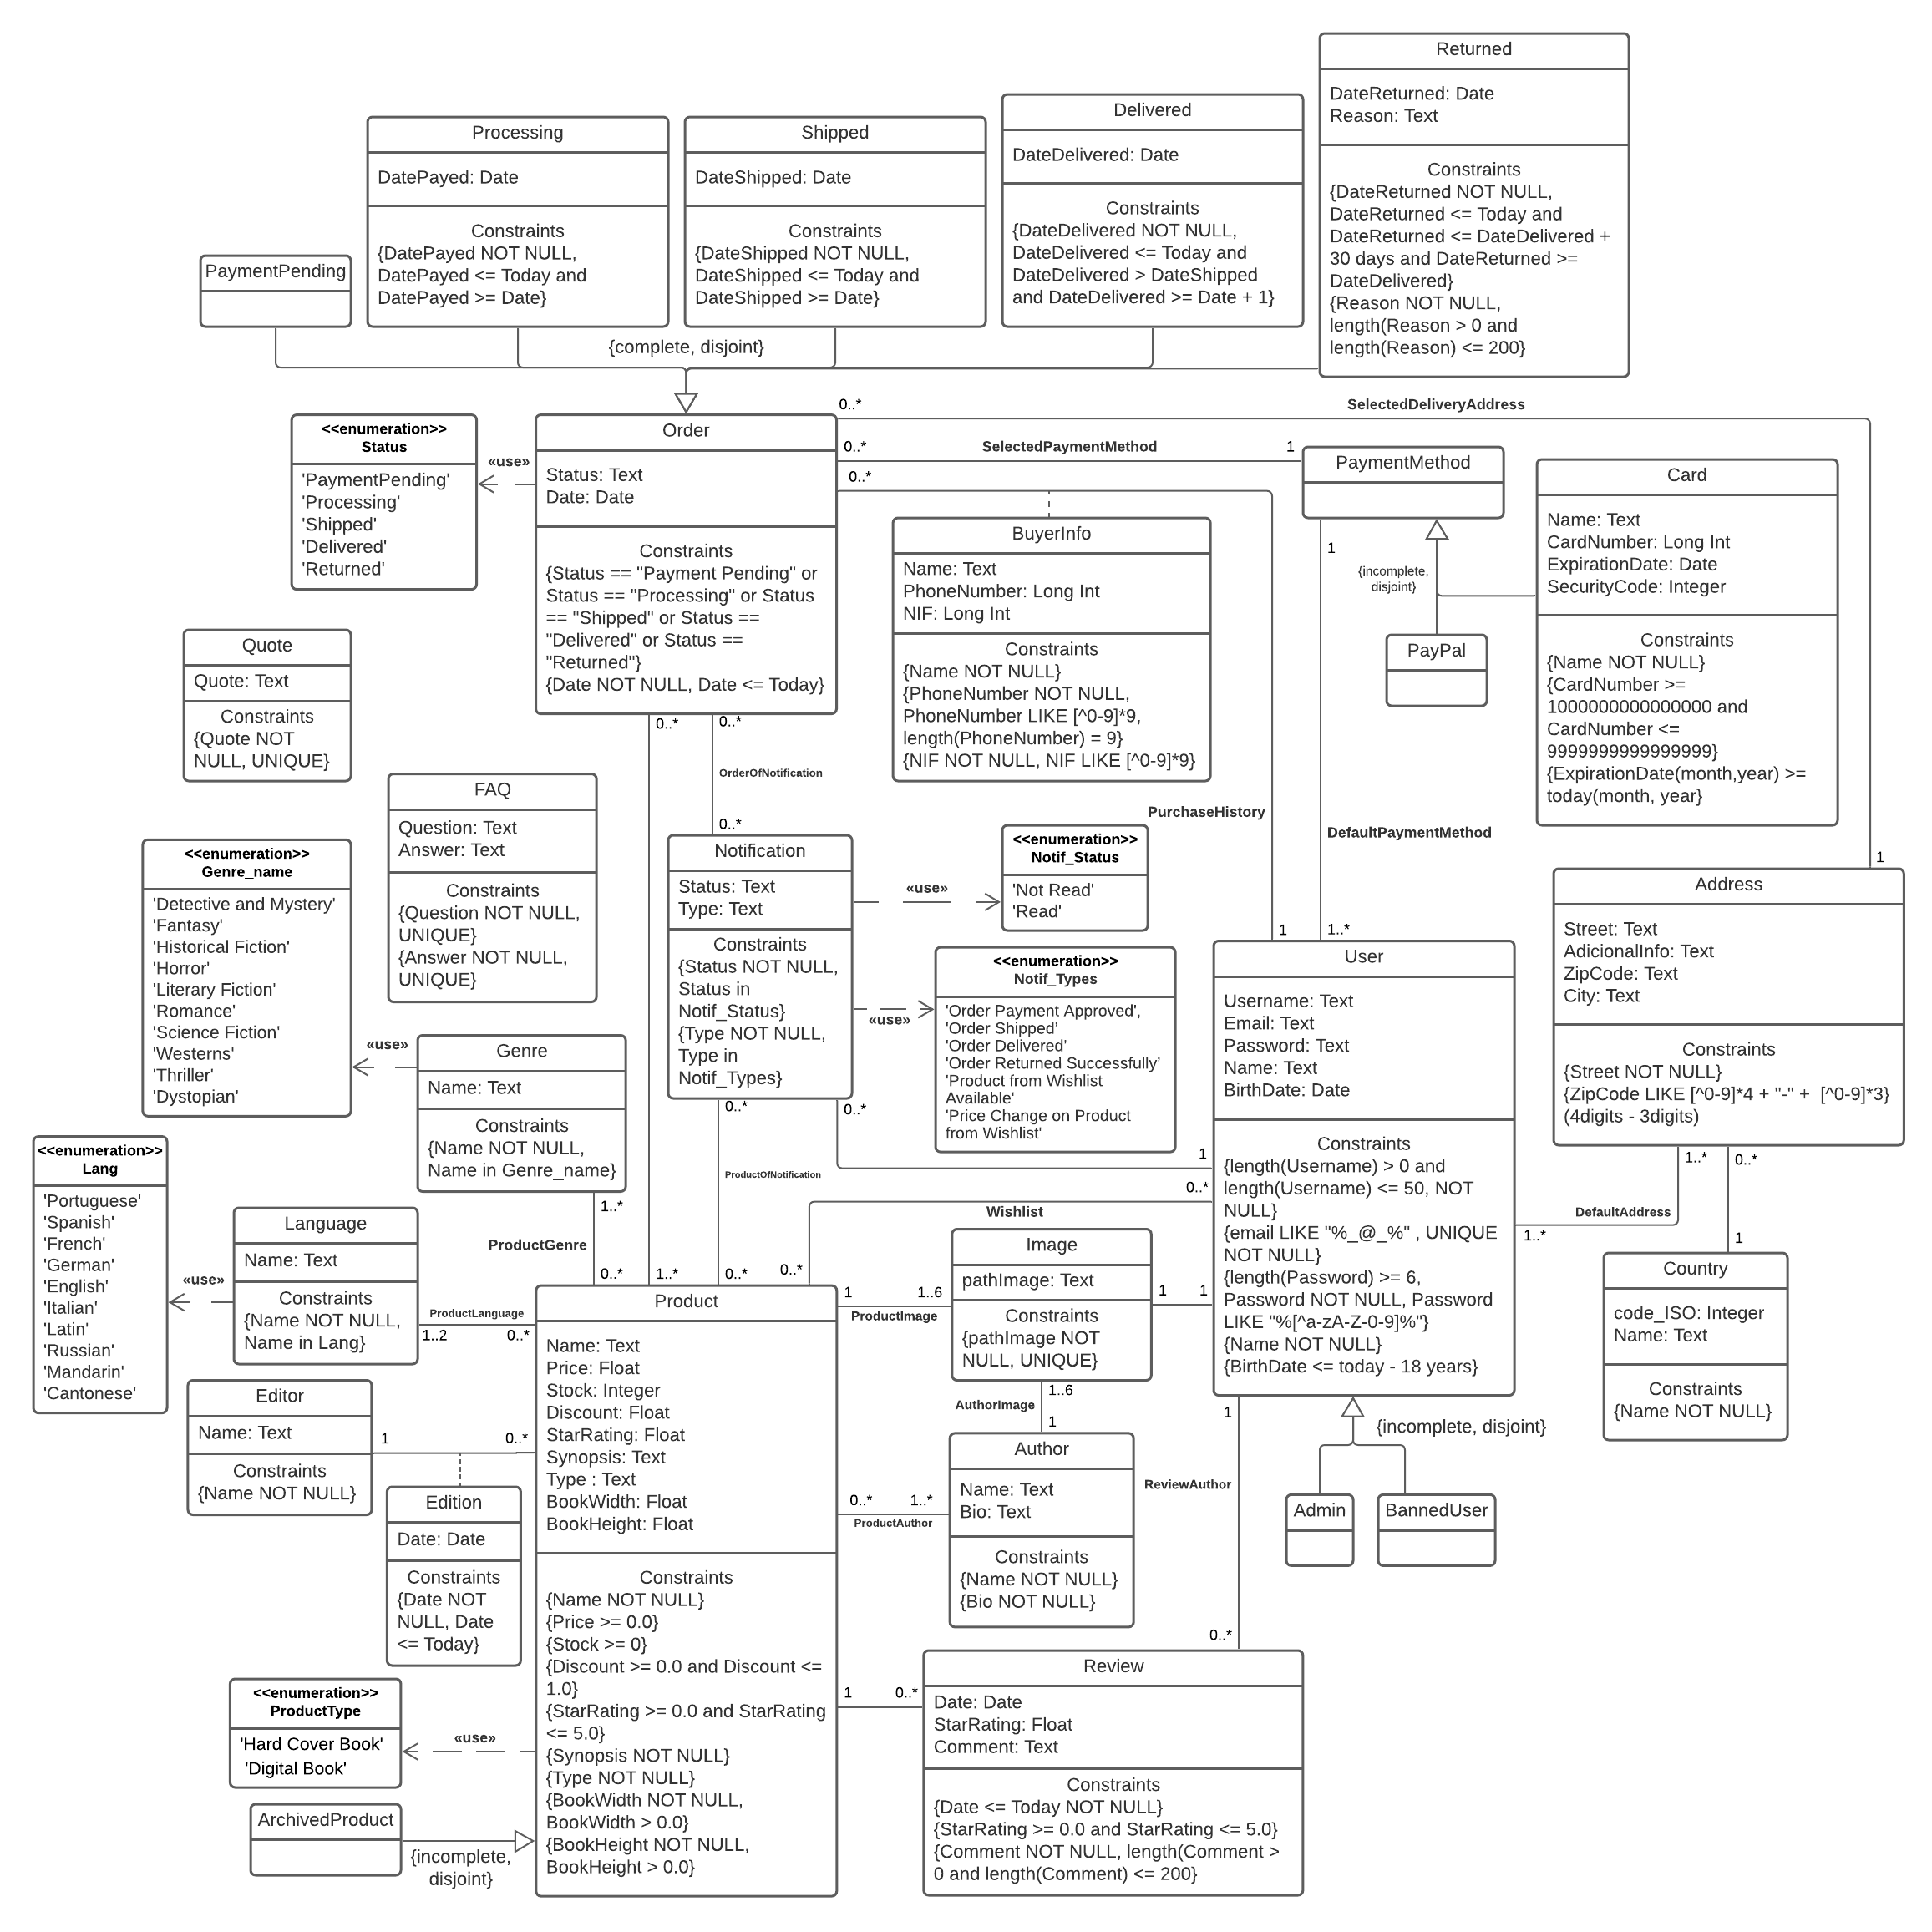 Returned
DateReturned: Date
Reason: Text
Constraints
{DateReturned NOT NULL,
DateReturned <= Today and
DateReturned <= DateDelivered +
30 days and DateReturned >=
DateDelivered}
{Reason NOT NULL,
length(Reason > 0 and
length(Reason) <= 200}
Delivered
DateDelivered: Date
Constraints
{DateDelivered NOT NULL,
DateDelivered <= Today and
DateDelivered > DateShipped
and DateDelivered >= Date + 1}
Processing
DatePayed: Date
Constraints
{DatePayed NOT NULL,
DatePayed <= Today and
DatePayed >= Date}
Shipped
DateShipped: Date
Constraints
{DateShipped NOT NULL,
DateShipped <= Today and
DateShipped >= Date}
PaymentPending
{complete, disjoint}
<<enumeration>>
Status
'PaymentPending'
'Processing'
'Shipped'
'Delivered'
'Returned'
«use»
Order
Status: Text
Date: Date
Constraints
{Status == "Payment Pending" or
Status == "Processing" or Status
== "Shipped" or Status ==
"Delivered" or Status ==
"Returned"}
{Date NOT NULL, Date <= Today}
0..*
SelectedDeliveryAddress
1
0..*
SelectedPaymentMethod
1
0..*
PurchaseHistory
1
BuyerInfo
Name: Text
PhoneNumber: Long Int
NIF: Long Int
Constraints
{Name NOT NULL}
{PhoneNumber NOT NULL,
PhoneNumber LIKE [^0-9]*9,
length(PhoneNumber) = 9}
{NIF NOT NULL, NIF LIKE [^0-9]*9}
PaymentMethod
1
DefaultPaymentMethod
1..*
{incomplete,
disjoint}
PayPal
Card
Name: Text
CardNumber: Long Int
ExpirationDate: Date
SecurityCode: Integer
Constraints
{Name NOT NULL}
{CardNumber >=
1000000000000000 and
CardNumber <=
9999999999999999}
{ExpirationDate(month,year) >=
today(month, year}
Quote
Quote: Text
Constraints
{Quote NOT
NULL, UNIQUE}
FAQ
Question: Text
Answer: Text
Constraints
{Question NOT NULL,
UNIQUE}
{Answer NOT NULL,
UNIQUE}
0..*
0..*
OrderOfNotification
0..*
Notification
Status: Text
Type: Text
Constraints
{Status NOT NULL,
Status in
Notif_Status}
{Type NOT NULL,
Type in
Notif_Types}
«use»
<<enumeration>>
Notif_Status
'Not Read'
'Read'
«use»
<<enumeration>>
Notif_Types
'Order Payment Approved',
'Order Shipped'
'Order Delivered'
'Order Returned Successfully'
'Product from Wishlist
Available'
'Price Change on Product
from Wishlist'
<<enumeration>>
Genre_name
'Detective and Mystery'
'Fantasy'
'Historical Fiction'
'Horror'
'Literary Fiction'
'Romance'
'Science Fiction'
'Westerns'
'Thriller'
'Dystopian'
«use»
Genre
Name: Text
Constraints
{Name NOT NULL,
Name in Genre_name}
User
Username: Text
Email: Text
Password: Text
Name: Text
BirthDate: Date
Constraints
{length(Username) > 0 and
length(Username) <= 50, NOT
NULL}
{email LIKE "%_@_%" , UNIQUE
NOT NULL}
{length(Password) >= 6,
Password NOT NULL, Password
LIKE "%[^a-zA-Z-0-9]%"}
{Name NOT NULL}
{BirthDate <= today - 18 years}
Address
Street: Text
AdicionalInfo: Text
ZipCode: Text
City: Text
Constraints
{Street NOT NULL}
{ZipCode LIKE [^0-9]*4 + "-" +  [^0-9]*3}
(4digits - 3digits)
1..*
DefaultAddress
1..*
0..*
1
Country
code_ISO: Integer
Name: Text
Constraints
{Name NOT NULL}
<<enumeration>>
Lang
'Portuguese'
'Spanish'
'French'
'German'
'English'
'Italian'
'Latin'
'Russian'
'Mandarin'
'Cantonese'
«use»
Language
Name: Text
Constraints
{Name NOT NULL,
Name in Lang}
ProductLanguage
1..2
0..*
1..*
ProductGenre
0..*
1..*
0..*
ProductOfNotification
0..*
0..*
1
0..*
Wishlist
0..*
Product
Name: Text
Price: Float
Stock: Integer
Discount: Float
StarRating: Float
Synopsis: Text
Type : Text
BookWidth: Float
BookHeight: Float
Constraints
{Name NOT NULL}
{Price >= 0.0}
{Stock >= 0}
{Discount >= 0.0 and Discount <=
1.0}
{StarRating >= 0.0 and StarRating
<= 5.0}
{Synopsis NOT NULL}
{Type NOT NULL}
{BookWidth NOT NULL,
BookWidth > 0.0}
{BookHeight NOT NULL,
BookHeight > 0.0}
1
1..6
ProductImage
Image
pathImage: Text
Constraints
{pathImage NOT
NULL, UNIQUE}
1
1
1..6
AuthorImage
1
Author
Name: Text
Bio: Text
Constraints
{Name NOT NULL}
{Bio NOT NULL}
0..*
1..*
ProductAuthor
Editor
Name: Text
Constraints
{Name NOT NULL}
1
0..*
Edition
Date: Date
Constraints
{Date NOT
NULL, Date
<= Today}
{incomplete, disjoint}
Admin
BannedUser
1
ReviewAuthor
0..*
Review
Date: Date
StarRating: Float
Comment: Text
Constraints
{Date <= Today NOT NULL}
{StarRating >= 0.0 and StarRating <= 5.0}
{Comment NOT NULL, length(Comment >
0 and length(Comment) <= 200}
1
0..*
<<enumeration>>
ProductType
'Hard Cover Book'
'Digital Book'
«use»
ArchivedProduct
{incomplete,
disjoint}